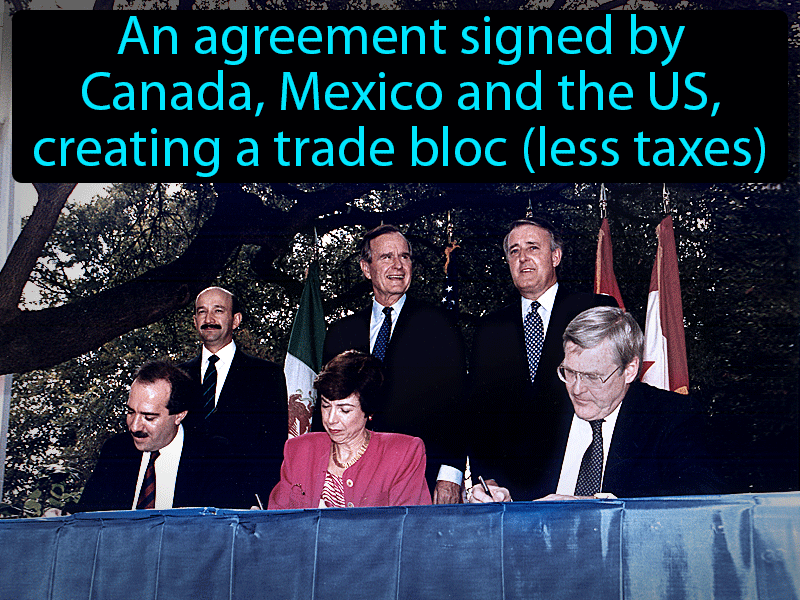 An agreement signed by
Canada, Mexico and the US,
creating a trade bloc (less taxes)